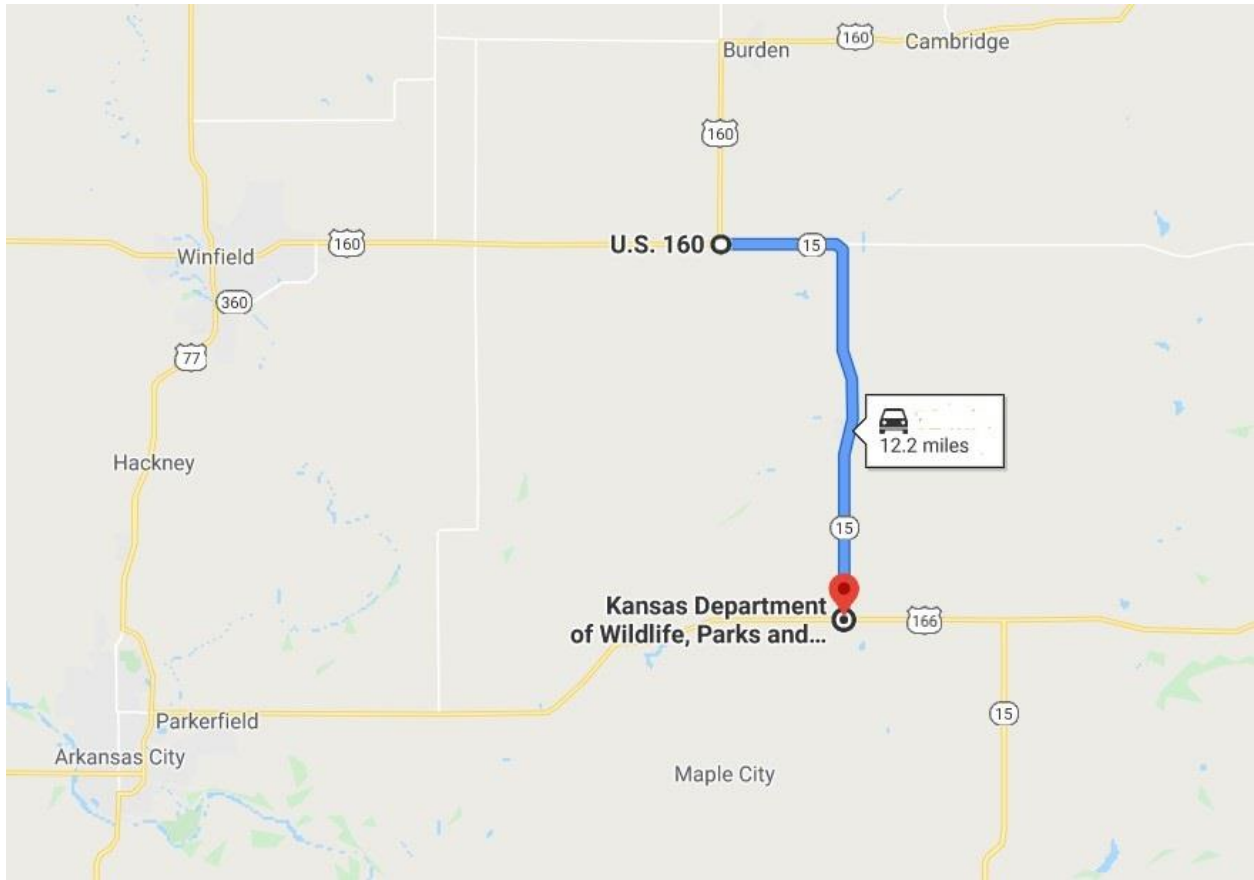 Burden
160
Cambridge
160
U.S. 160
15
160
Winfield
360
77
12.2 miles
Hackney
15
Kansas Department
of Wildlife, Parks and...
166
15
Parkerfield
Arkansas City
Maple City